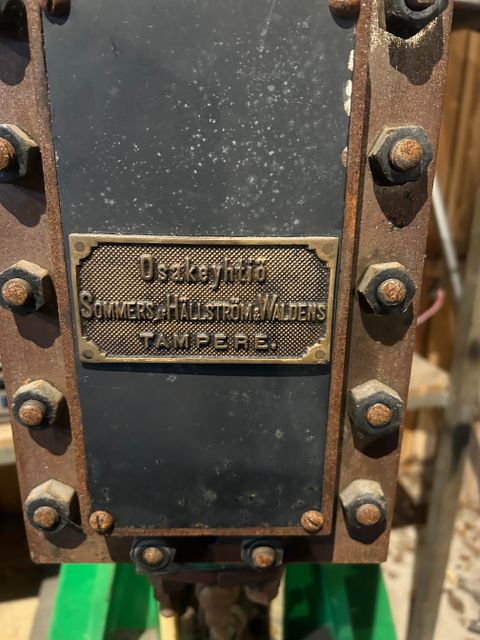 Osakeyhtiö
SOMMERS, AF HÄLLSTRÖM & WALDENS
TAMPERE.